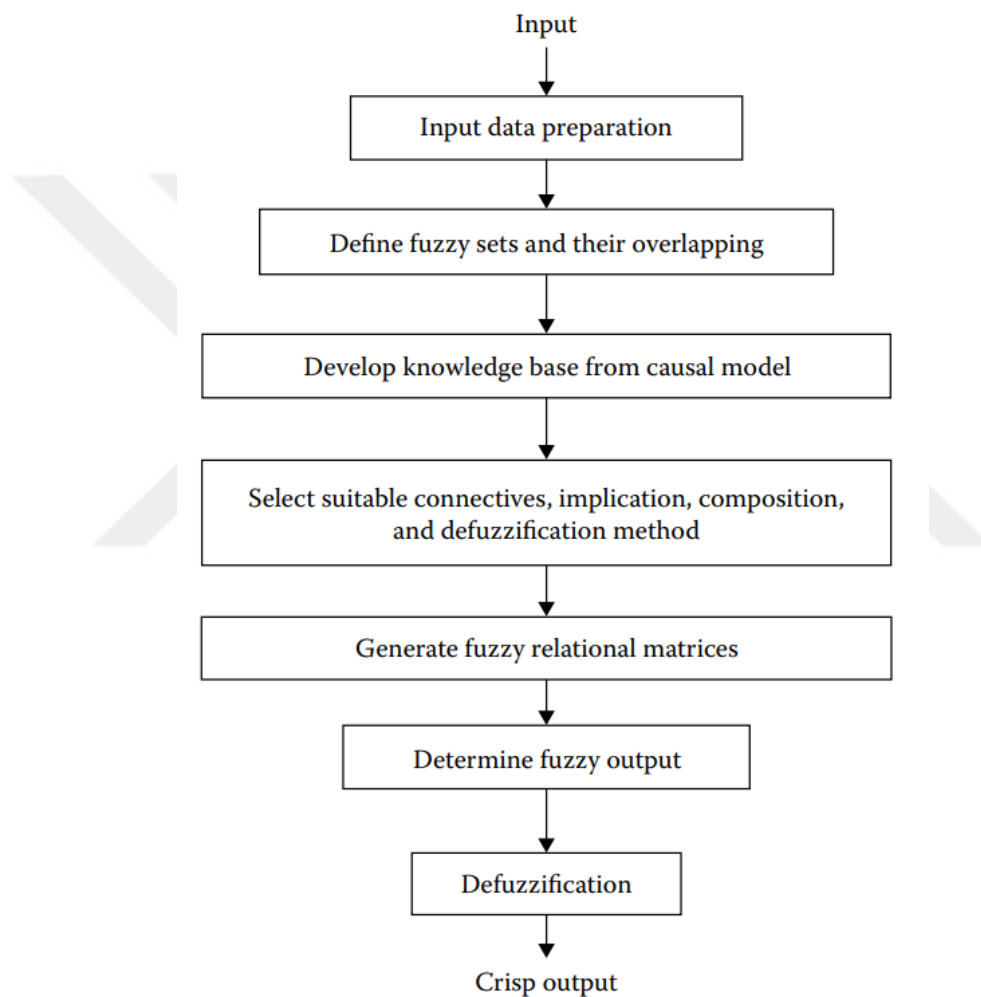 Input
Input data preparation
Define fuzzy sets and their overlapping
Develop knowledge base from causal model
Select suitable connectives, implication, composition,
and defuzzification method
Generate fuzzy relational matrices
Determine fuzzy output
Defuzzification
Crisp output